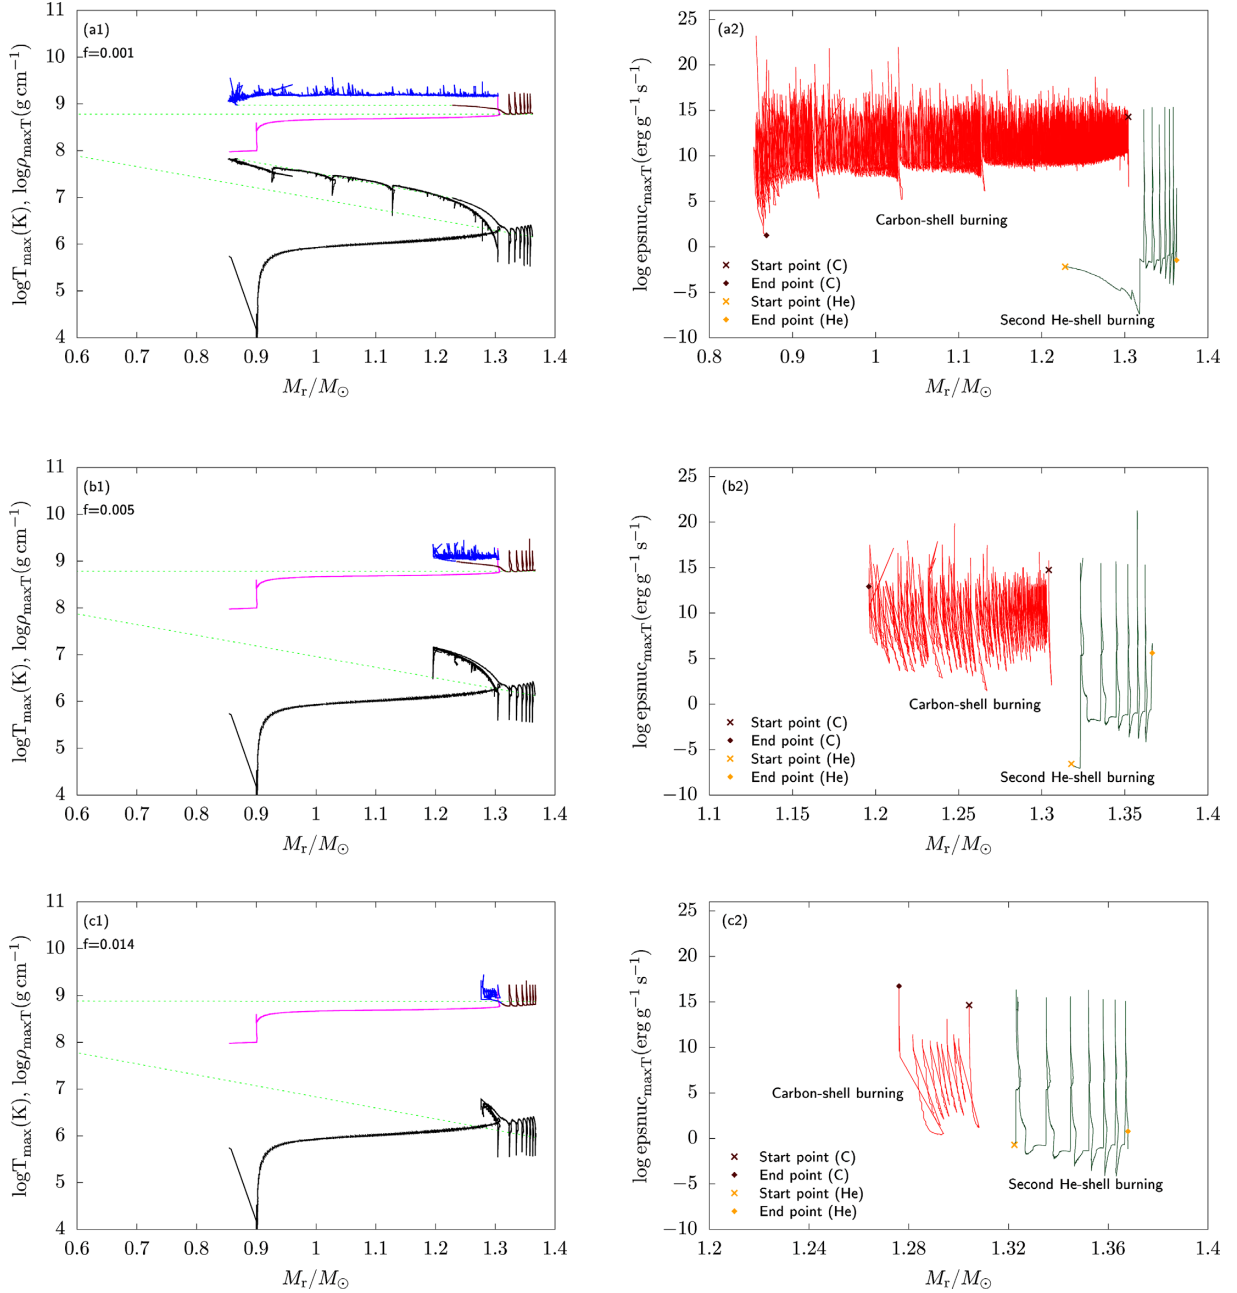 (a1)
f=0.001
11
10
9
8
7
6
5
4
0.6 0.7 0.8 0.9 1 1.1 1.2 1.3 1.4
logT_max(K), logρ_maxT(g cm⁻¹)
M_r/M_⊙
(a2)
25
20
15
10
5
0
−5
−10
0.8 0.9 1 1.1 1.2 1.3 1.4
log epsnuc_maxT(erg g⁻¹ s⁻¹)
M_r/M_⊙
Carbon-shell burning
Start point (C)
End point (C)
Start point (He)
End point (He)
Second He-shell burning
(b1)
f=0.005
11
10
9
8
7
6
5
4
0.6 0.7 0.8 0.9 1 1.1 1.2 1.3 1.4
logT_max(K), logρ_maxT(g cm⁻¹)
M_r/M_⊙
(b2)
25
20
15
10
5
0
−5
−10
1.1 1.15 1.2 1.25 1.3 1.35 1.4
log epsnuc_maxT(erg g⁻¹ s⁻¹)
M_r/M_⊙
Carbon-shell burning
Start point (C)
End point (C)
Start point (He)
End point (He)
Second He-shell burning
(c1)
f=0.014
11
10
9
8
7
6
5
4
0.6 0.7 0.8 0.9 1 1.1 1.2 1.3 1.4
logT_max(K), logρ_maxT(g cm⁻¹)
M_r/M_⊙
(c2)
25
20
15
10
5
0
−5
−10
1.2 1.24 1.28 1.32 1.36 1.4
log epsnuc_maxT(erg g⁻¹ s⁻¹)
M_r/M_⊙
Carbon-shell burning
Start point (C)
End point (C)
Start point (He)
End point (He)
Second He-shell burning